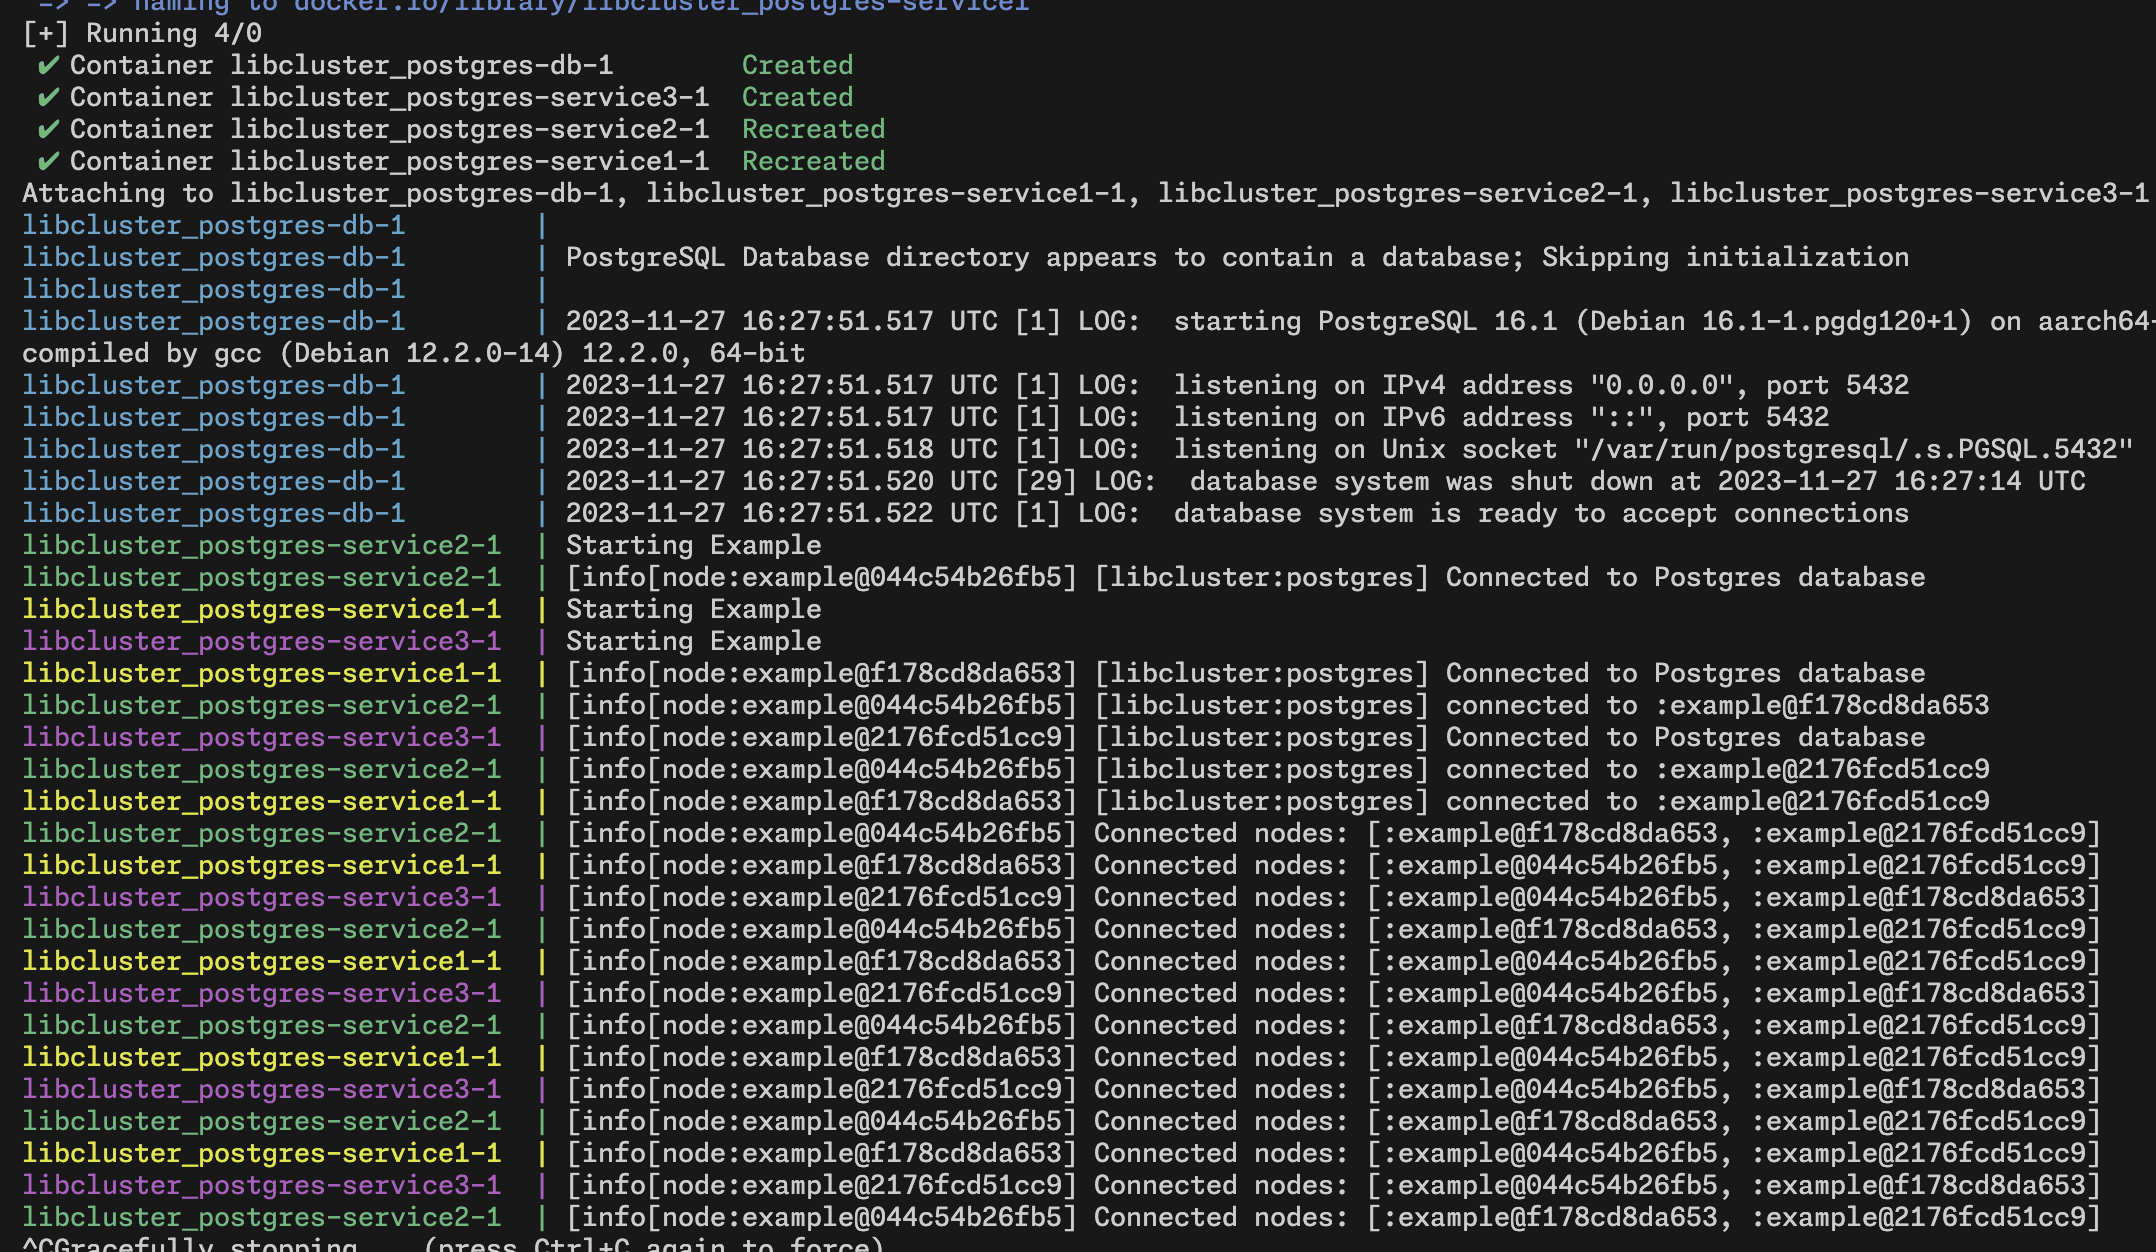 => => naming to docker.io/library/libcluster_postgres-service1
[+] Running 4/0
✔ Container libcluster_postgres-db-1        Created
✔ Container libcluster_postgres-service3-1  Created
✔ Container libcluster_postgres-service2-1  Recreated
✔ Container libcluster_postgres-service1-1  Recreated
Attaching to libcluster_postgres-db-1, libcluster_postgres-service1-1, libcluster_postgres-service2-1, libcluster_postgres-service3-1
libcluster_postgres-db-1        |
libcluster_postgres-db-1        | PostgreSQL Database directory appears to contain a database; Skipping initialization
libcluster_postgres-db-1        |
libcluster_postgres-db-1        | 2023-11-27 16:27:51.517 UTC [1] LOG:  starting PostgreSQL 16.1 (Debian 16.1-1.pgdg120+1) on aarch64-
compiled by gcc (Debian 12.2.0-14) 12.2.0, 64-bit
libcluster_postgres-db-1        | 2023-11-27 16:27:51.517 UTC [1] LOG:  listening on IPv4 address "0.0.0.0", port 5432
libcluster_postgres-db-1        | 2023-11-27 16:27:51.517 UTC [1] LOG:  listening on IPv6 address "::", port 5432
libcluster_postgres-db-1        | 2023-11-27 16:27:51.518 UTC [1] LOG:  listening on Unix socket "/var/run/postgresql/.s.PGSQL.5432"
libcluster_postgres-db-1        | 2023-11-27 16:27:51.520 UTC [29] LOG:  database system was shut down at 2023-11-27 16:27:14 UTC
libcluster_postgres-db-1        | 2023-11-27 16:27:51.522 UTC [1] LOG:  database system is ready to accept connections
libcluster_postgres-service2-1  | Starting Example
libcluster_postgres-service2-1  | [info[node:example@044c54b26fb5] [libcluster:postgres] Connected to Postgres database
libcluster_postgres-service1-1  | Starting Example
libcluster_postgres-service3-1  | Starting Example
libcluster_postgres-service1-1  | [info[node:example@f178cd8da653] [libcluster:postgres] Connected to Postgres database
libcluster_postgres-service2-1  | [info[node:example@044c54b26fb5] [libcluster:postgres] connected to :example@f178cd8da653
libcluster_postgres-service3-1  | [info[node:example@2176fcd51cc9] [libcluster:postgres] Connected to Postgres database
libcluster_postgres-service2-1  | [info[node:example@044c54b26fb5] [libcluster:postgres] connected to :example@2176fcd51cc9
libcluster_postgres-service1-1  | [info[node:example@f178cd8da653] [libcluster:postgres] connected to :example@2176fcd51cc9
libcluster_postgres-service2-1  | [info[node:example@044c54b26fb5] Connected nodes: [:example@f178cd8da653, :example@2176fcd51cc9]
libcluster_postgres-service1-1  | [info[node:example@f178cd8da653] Connected nodes: [:example@044c54b26fb5, :example@2176fcd51cc9]
libcluster_postgres-service3-1  | [info[node:example@2176fcd51cc9] Connected nodes: [:example@044c54b26fb5, :example@f178cd8da653]
libcluster_postgres-service2-1  | [info[node:example@044c54b26fb5] Connected nodes: [:example@f178cd8da653, :example@2176fcd51cc9]
libcluster_postgres-service1-1  | [info[node:example@f178cd8da653] Connected nodes: [:example@044c54b26fb5, :example@2176fcd51cc9]
libcluster_postgres-service3-1  | [info[node:example@2176fcd51cc9] Connected nodes: [:example@044c54b26fb5, :example@f178cd8da653]
libcluster_postgres-service2-1  | [info[node:example@044c54b26fb5] Connected nodes: [:example@f178cd8da653, :example@2176fcd51cc9]
libcluster_postgres-service1-1  | [info[node:example@f178cd8da653] Connected nodes: [:example@044c54b26fb5, :example@2176fcd51cc9]
libcluster_postgres-service3-1  | [info[node:example@2176fcd51cc9] Connected nodes: [:example@044c54b26fb5, :example@f178cd8da653]
libcluster_postgres-service2-1  | [info[node:example@044c54b26fb5] Connected nodes: [:example@f178cd8da653, :example@2176fcd51cc9]
libcluster_postgres-service1-1  | [info[node:example@f178cd8da653] Connected nodes: [:example@044c54b26fb5, :example@2176fcd51cc9]
libcluster_postgres-service3-1  | [info[node:example@2176fcd51cc9] Connected nodes: [:example@044c54b26fb5, :example@f178cd8da653]
libcluster_postgres-service2-1  | [info[node:example@044c54b26fb5] Connected nodes: [:example@f178cd8da653, :example@2176fcd51cc9]
^CGracefully stopping... (press Ctrl+C again to force)